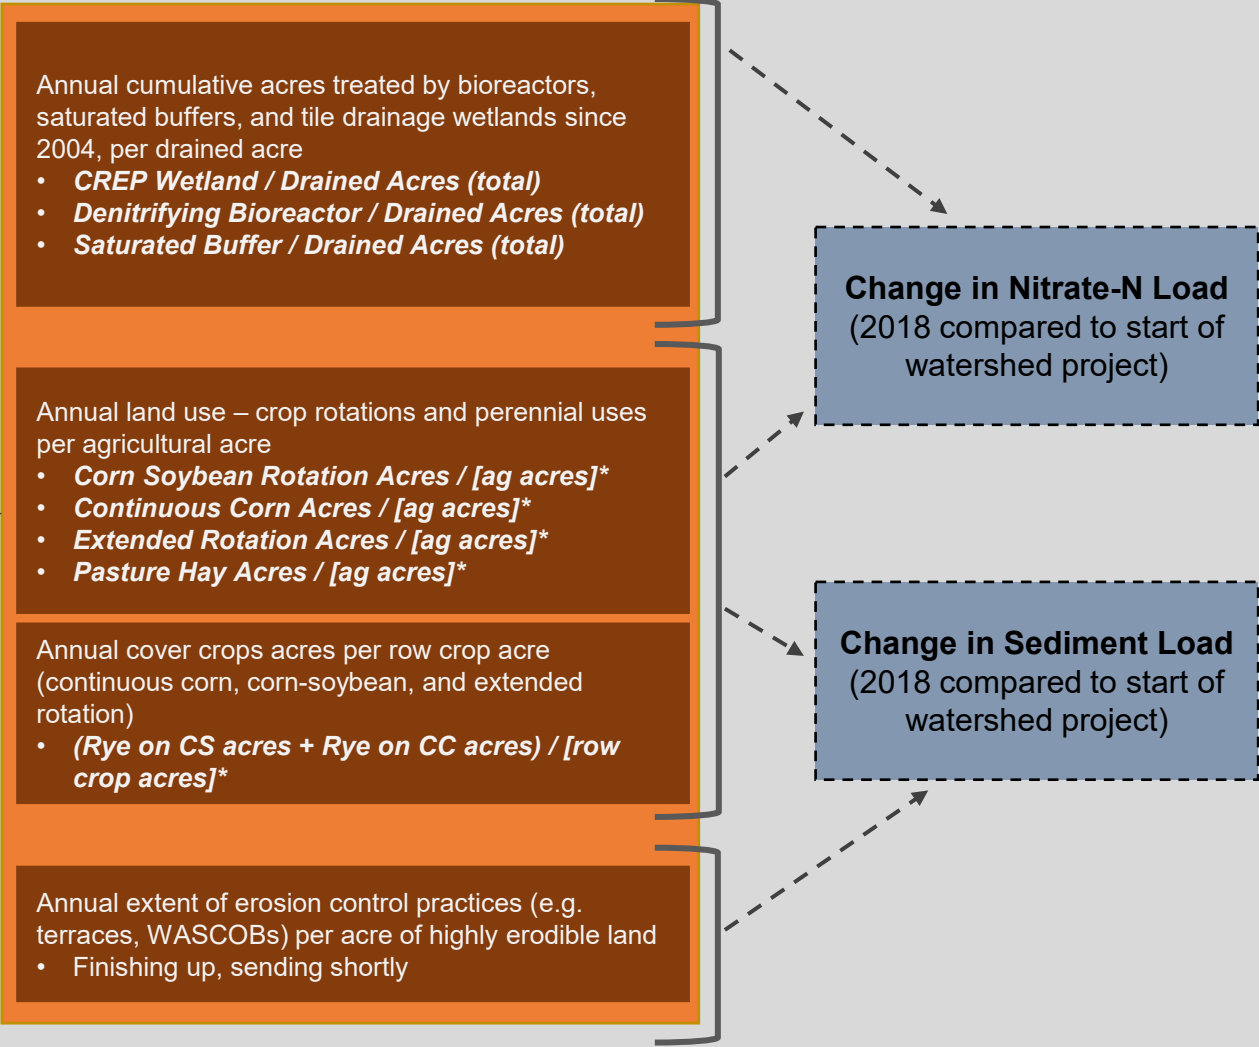 Annual cumulative acres treated by bioreactors,
saturated buffers, and tile drainage wetlands since
2004, per drained acre
• CREP Wetland / Drained Acres (total)
• Denitrifying Bioreactor / Drained Acres (total)
• Saturated Buffer / Drained Acres (total)
Annual land use – crop rotations and perennial uses
per agricultural acre
• Corn Soybean Rotation Acres / [ag acres]*
• Continuous Corn Acres / [ag acres]*
• Extended Rotation Acres / [ag acres]*
• Pasture Hay Acres / [ag acres]*
Annual cover crops acres per row crop acre
(continuous corn, corn-soybean, and extended
rotation)
• (Rye on CS acres + Rye on CC acres) / [row
crop acres]*
Annual extent of erosion control practices (e.g.
terraces, WASCOBs) per acre of highly erodible land
• Finishing up, sending shortly
Change in Nitrate-N Load
(2018 compared to start of
watershed project)
Change in Sediment Load
(2018 compared to start of
watershed project)